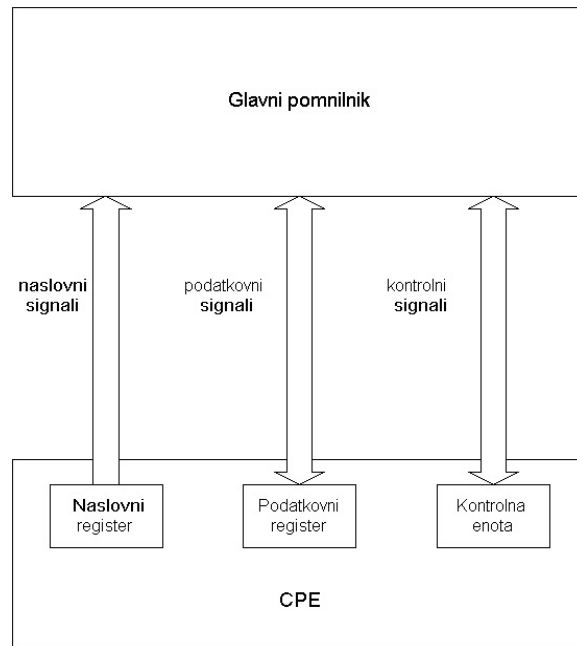 Glavni pomnilnik
naslovni
signali
podatkovni
signali
kontrolni
signali
Naslovni
register
Podatkovni
register
Kontrolna
enota
CPE